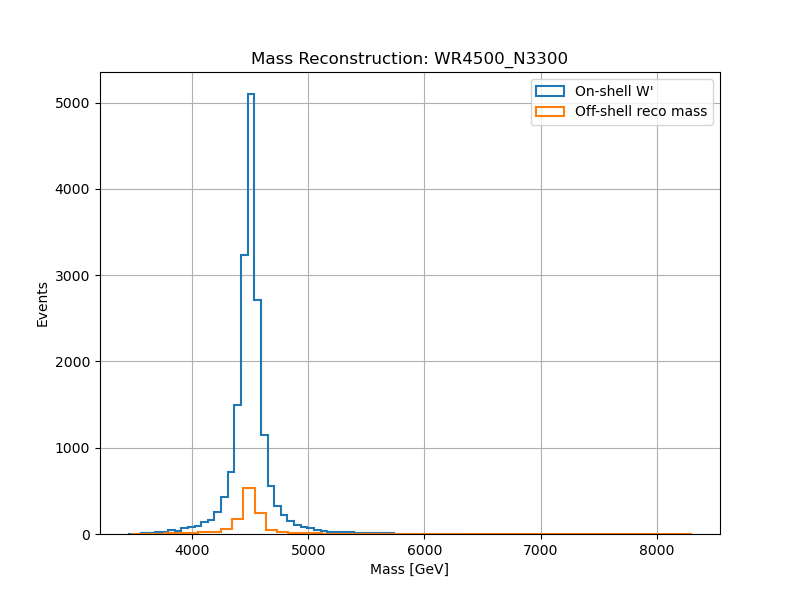 Mass Reconstruction: WR4500_N3300
On-shell W'
Off-shell reco mass
5000
4000
3000
2000
1000
0
Events
4000 5000 6000 7000 8000
Mass [GeV]